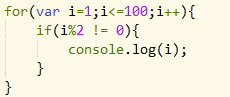 for(var i=1;i<=100;i++){
    if(i%2 != 0){
        console.log(i);
    }
}